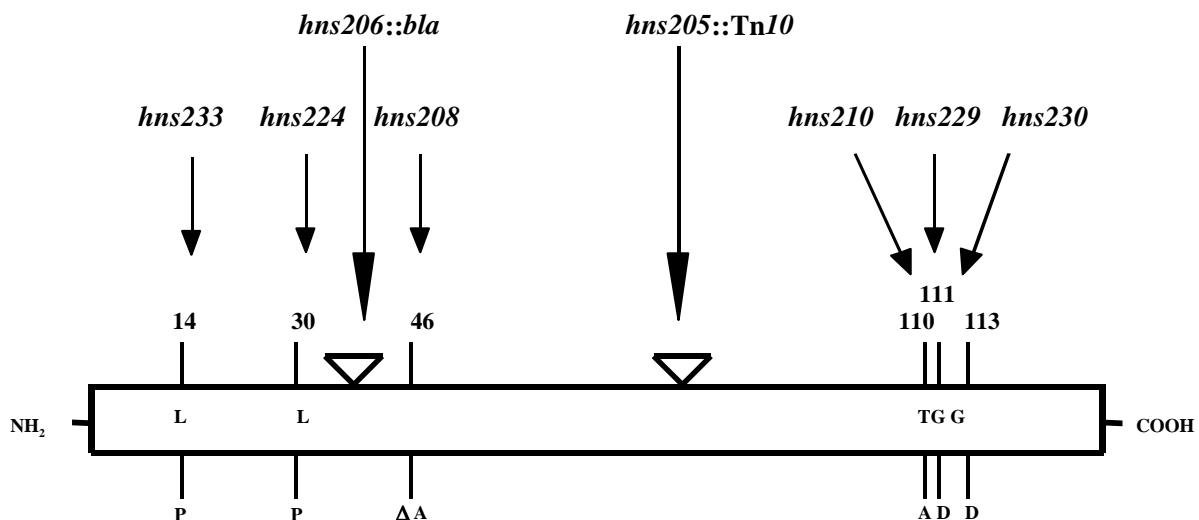 hns206::bla hns205::Tn10
hns233 hns224 hns208 hns210 hns229 hns230
111
14 30 46 110 113
L L TG G
NH₂ COOH
P P Δ A A D D